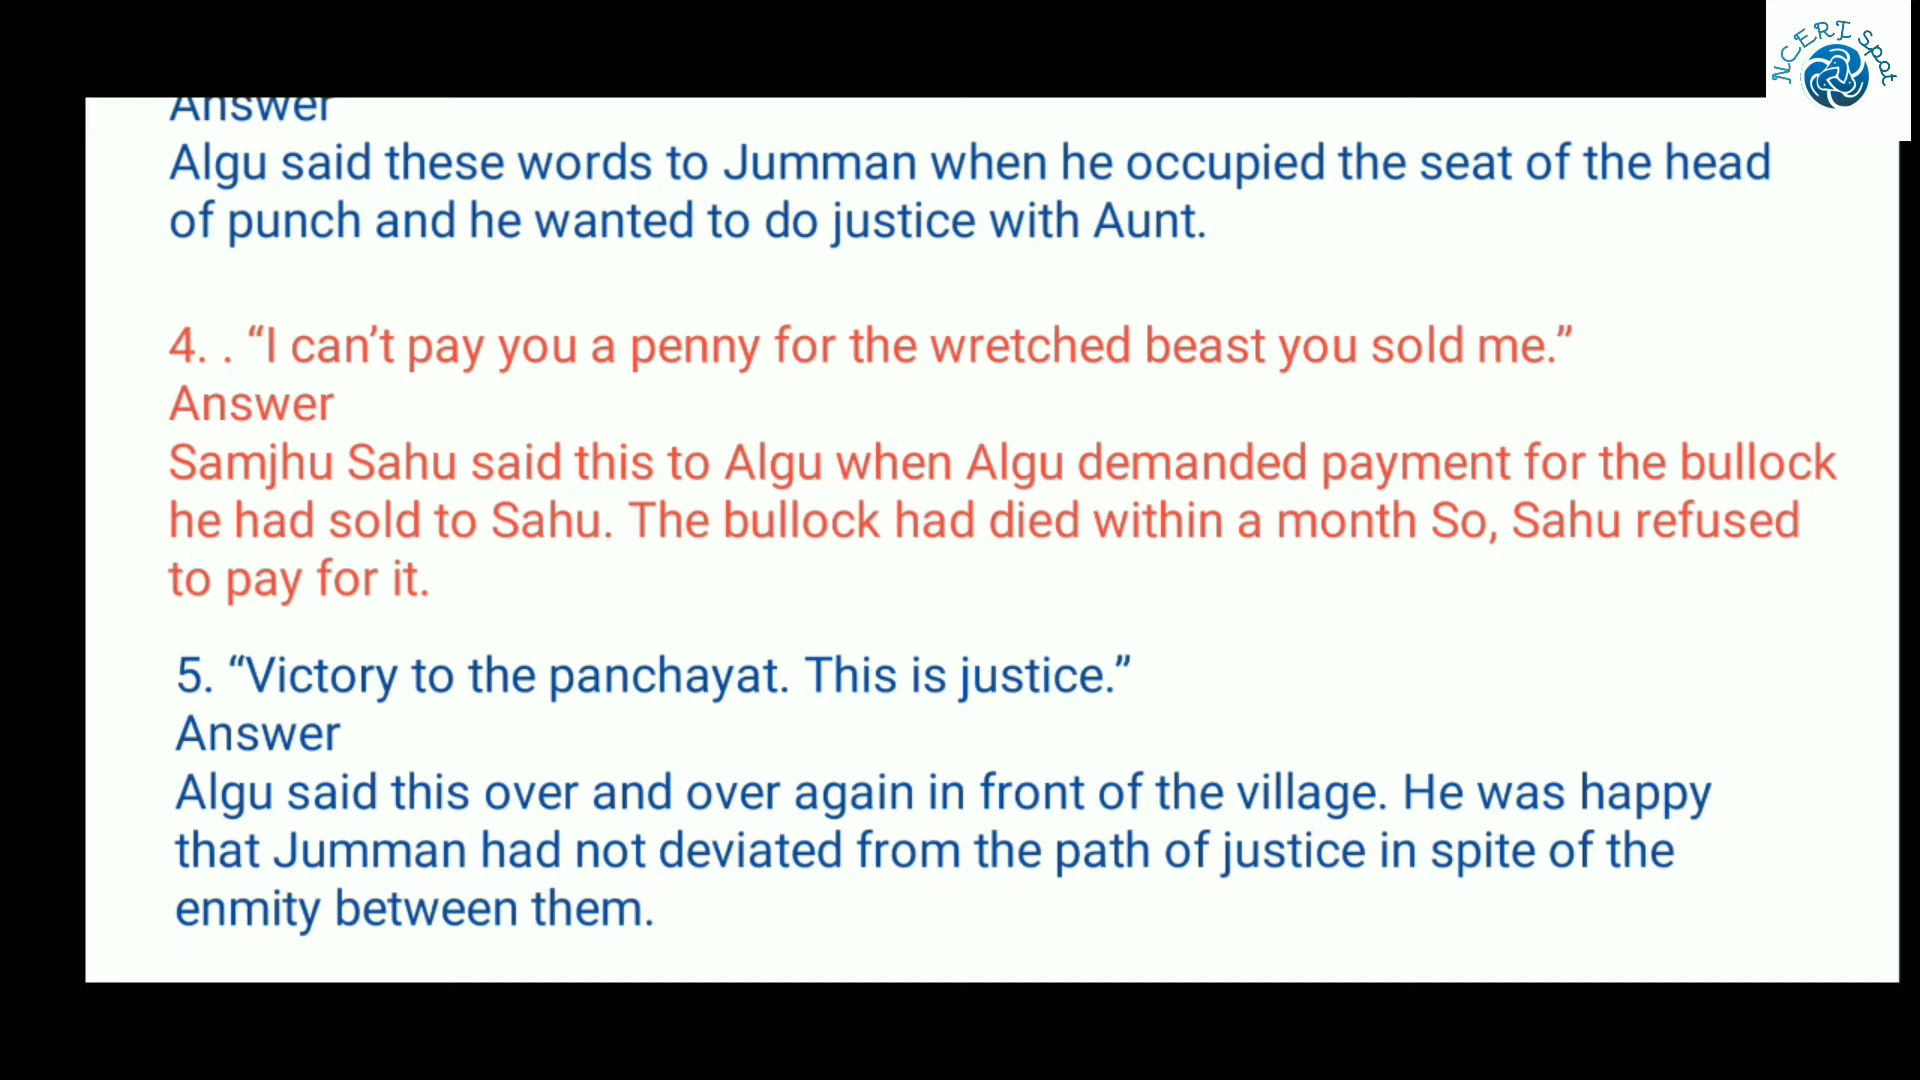 NCERT Spot
Answer
Algu said these words to Jumman when he occupied the seat of the head
of punch and he wanted to do justice with Aunt.
4. . “I can’t pay you a penny for the wretched beast you sold me.”
Answer
Samjhu Sahu said this to Algu when Algu demanded payment for the bullock
he had sold to Sahu. The bullock had died within a month So, Sahu refused
to pay for it.
5. “Victory to the panchayat. This is justice.”
Answer
Algu said this over and over again in front of the village. He was happy
that Jumman had not deviated from the path of justice in spite of the
enmity between them.